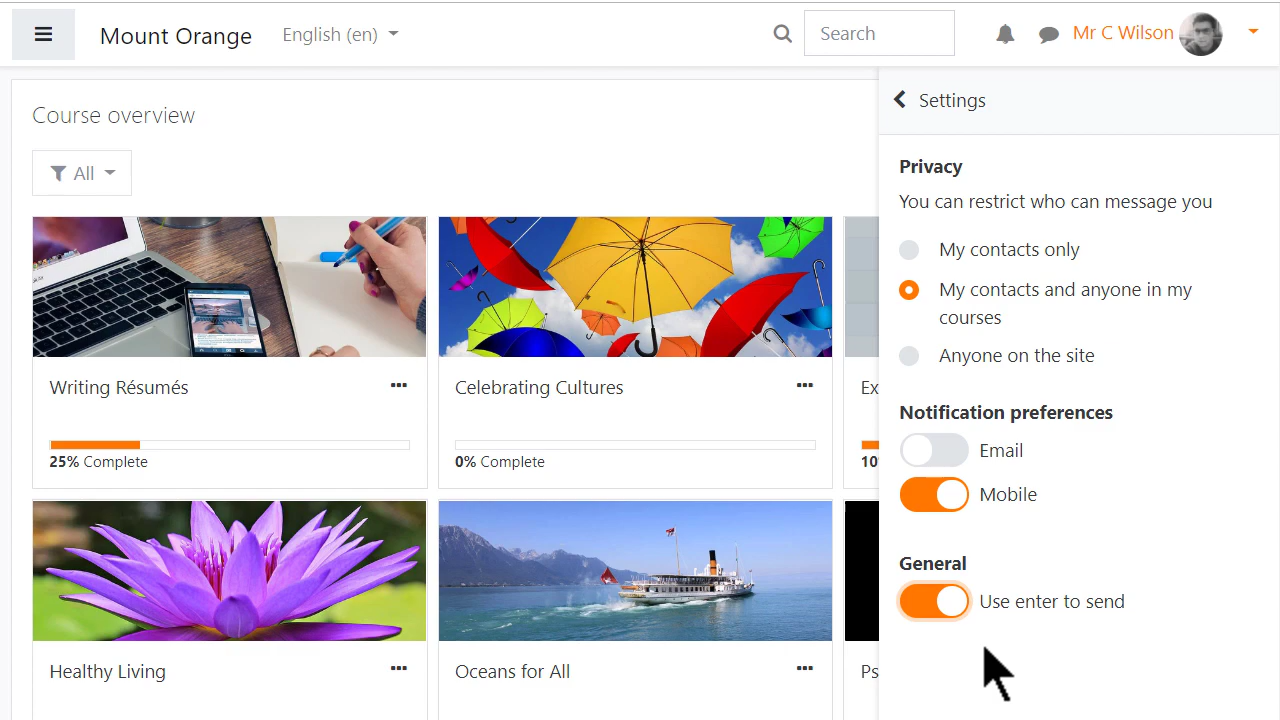 Mount Orange
English (en)
Search
Mr C Wilson
Course overview
All
Writing Résumés
25% Complete
Celebrating Cultures
0% Complete
Ex
10
Healthy Living
Oceans for All
Ps
Settings
Privacy
You can restrict who can message you
My contacts only
My contacts and anyone in my
courses
Anyone on the site
Notification preferences
Email
Mobile
General
Use enter to send